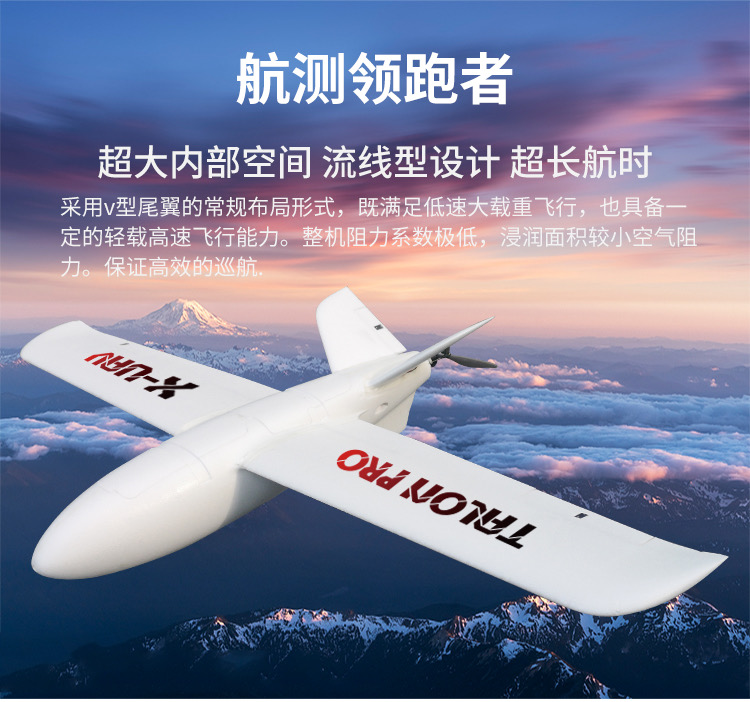 航测领跑者
超大内部空间 流线型设计 超长航时
采用v型尾翼的常规布局形式，既满足低速大载重飞行，也具备一
定的轻载高速飞行能力。整机阻力系数极低，浸润面积较小空气阻
力。保证高效的巡航.
X-UAV
TALON PRO